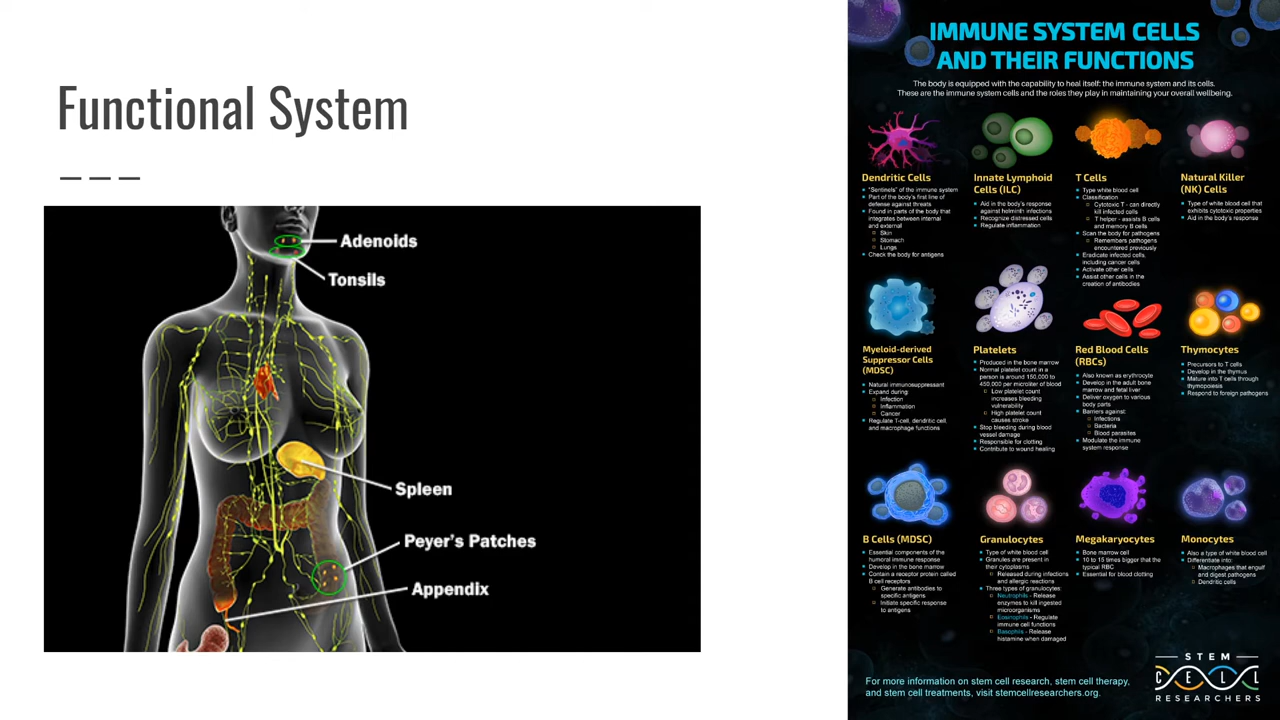 Functional System
Adenoids
Tonsils
Spleen
Peyer's Patches
Appendix
IMMUNE SYSTEM CELLS
AND THEIR FUNCTIONS
The body is equipped with the capability to heal itself: the immune system and its cells.
These are the immune system cells and the roles they play in maintaining your overall wellbeing.
Dendritic Cells
"Sentinels" of the immune system
Part of the body's first line of
defense against threats
Found in parts of the body that
integrates between internal
and external
Skin
Stomach
Lungs
Check the body for antigens
Innate Lymphoid
Cells (ILC)
Aid in the body's response
against helminth infections
Recognize distressed cells
Regulate inflammation
T Cells
Type white blood cell
Classification
Cytotoxic T - can directly
kill infected cells
T helper - assists B cells
and memory B cells
Scan the body for pathogens
Remembers pathogens
encountered previously
Eradicate infected cells,
including cancer cells
Activate other cells
Assist other cells in the
creation of antibodies
Natural Killer
(NK) Cells
Type of white blood cell that
exhibits cytotoxic properties
Aid in the body's response
Myeloid-derived
Suppressor Cells
(MDSC)
Natural immunosuppressant
Expand during
Infection
Inflammation
Cancer
Regulate T-cell, dendritic cell,
and macrophage functions
Platelets
Produced in the bone marrow
Normal platelet count in a
person is around 150,000 to
450,000 per microliter of blood
Low platelet count
increases bleeding
vulnerability
High platelet count
causes stroke
Stop bleeding during blood
vessel damage
Responsible for clotting
Contribute to wound healing
Red Blood Cells
(RBCs)
Also known as erythrocyte
Develop in the adult bone
marrow and fetal liver
Deliver oxygen to various
body parts
Barriers against:
Infections
Bacteria
Blood parasites
Modulate the immune
system response
Thymocytes
Precursors to T cells
Develop in the thymus
Mature into T cells through
thymopoiesis
Respond to foreign pathogens
B Cells (MDSC)
Essential components of the
humoral immune response
Develop in the bone marrow
Contain a receptor protein called
B cell receptors
Generate antibodies to
specific antigens
Initiate specific response
to antigens
Granulocytes
Type of white blood cell
Granules are present in
their cytoplasms
Released during infections
and allergic reactions
Three types of granulocytes:
Neutrophils - Release
enzymes to kill ingested
microorganisms
Eosinophils - Regulate
immune cell functions
Basophils - Release
histamine when damaged
Megakaryocytes
Bone marrow cell
10 to 15 times bigger that the
typical RBC
Essential for blood clotting
Monocytes
Also a type of white blood cell
Differentiate into:
Macrophages that engulf
and digest pathogens
Dendritic cells
For more information on stem cell research, stem cell therapy,
and stem cell treatments, visit stemcellresearchers.org.
STEM
CELL
RESEARCHERS